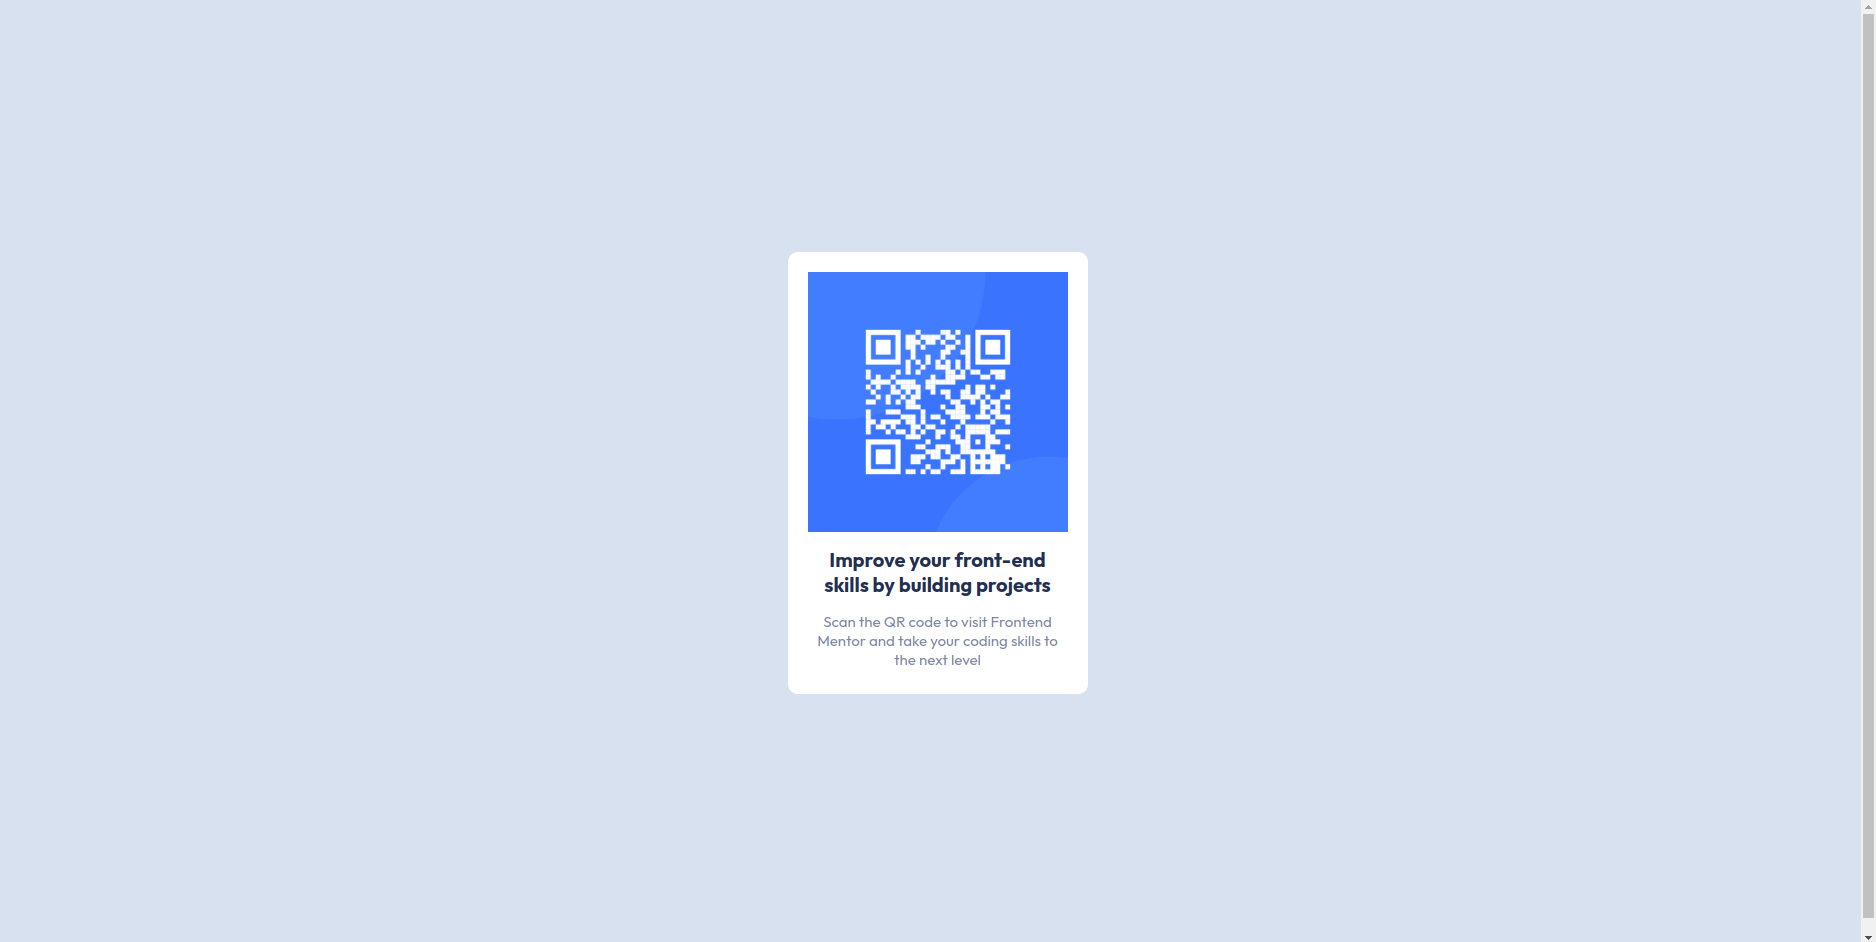 Improve your front-end
skills by building projects
Scan the QR code to visit Frontend
Mentor and take your coding skills to
the next level